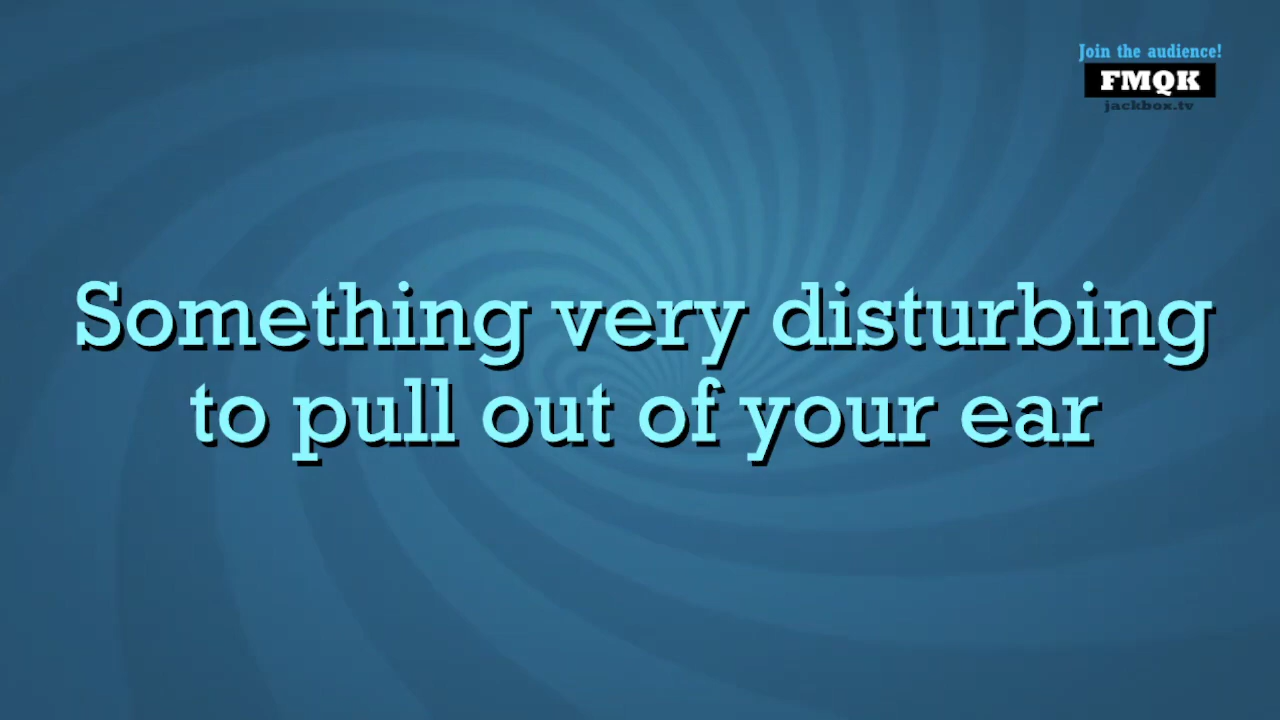 Join the audience!
FMQK
jackbox.tv
Something very disturbing
to pull out of your ear